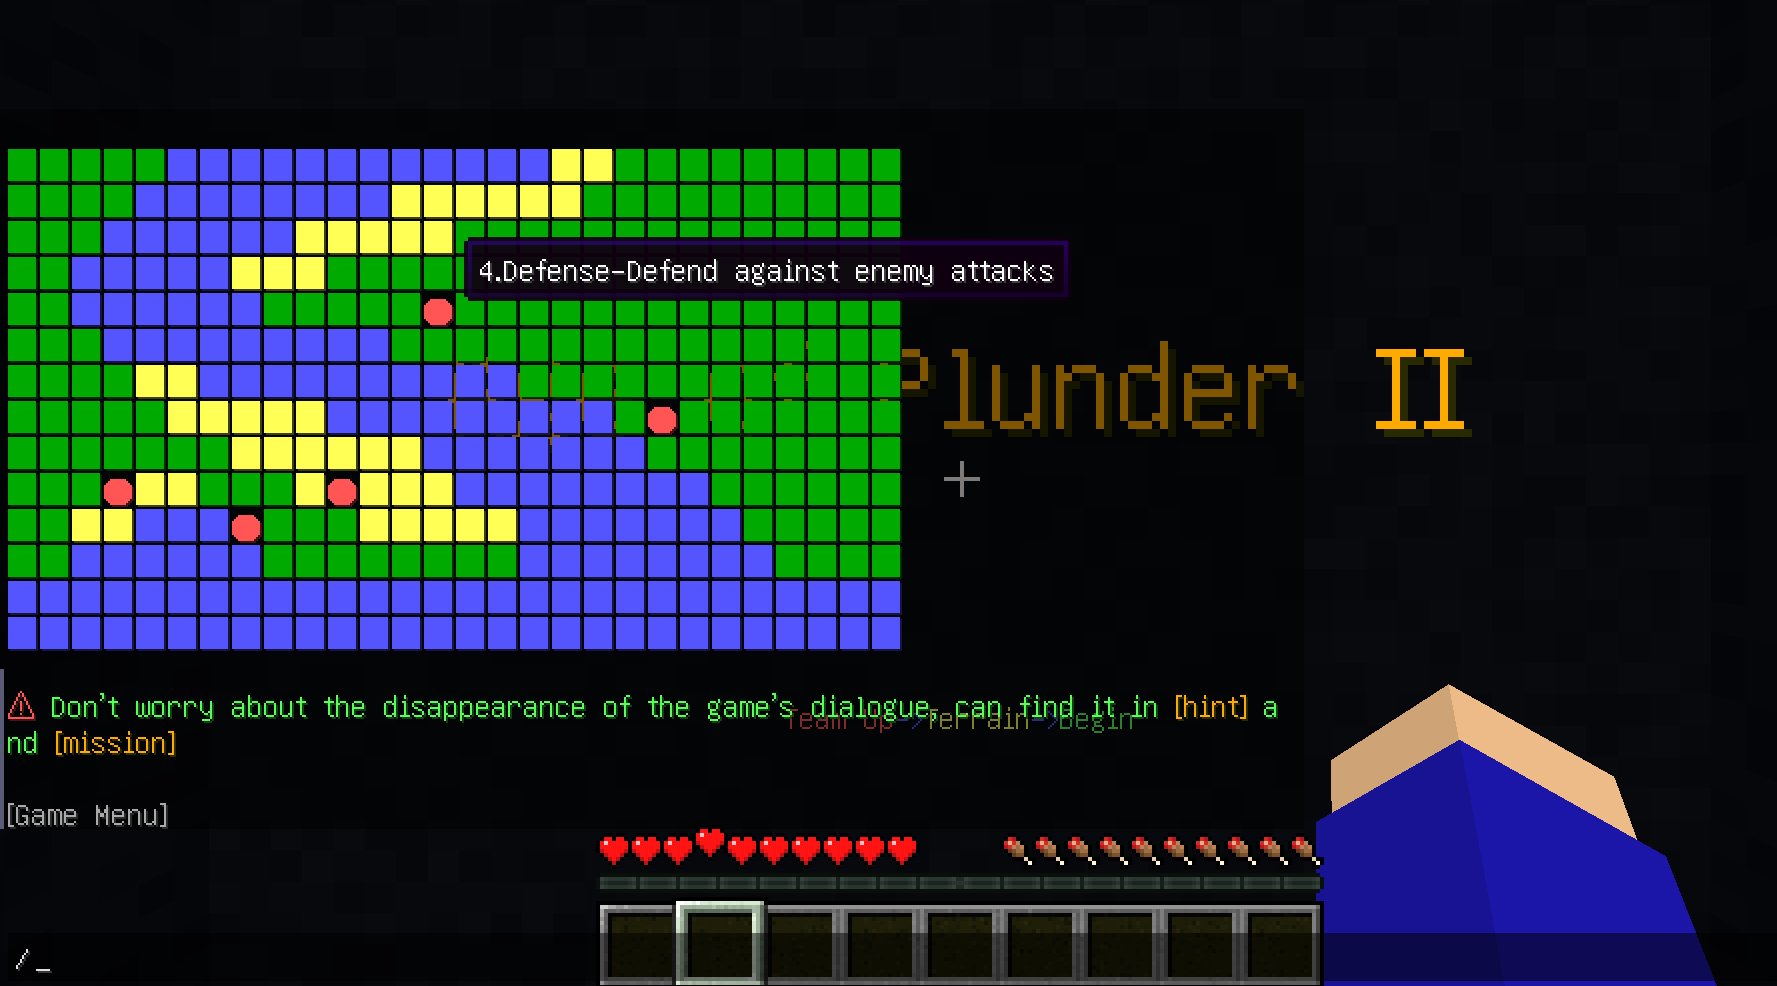 4.Defense-Defend against enemy attacks
Plunder II
⚠ Don't worry about the disappearance of the game's dialogue, can find it in [hint] a
nd [mission]
Team Up->Terrain->Begin
[Game Menu]
/_